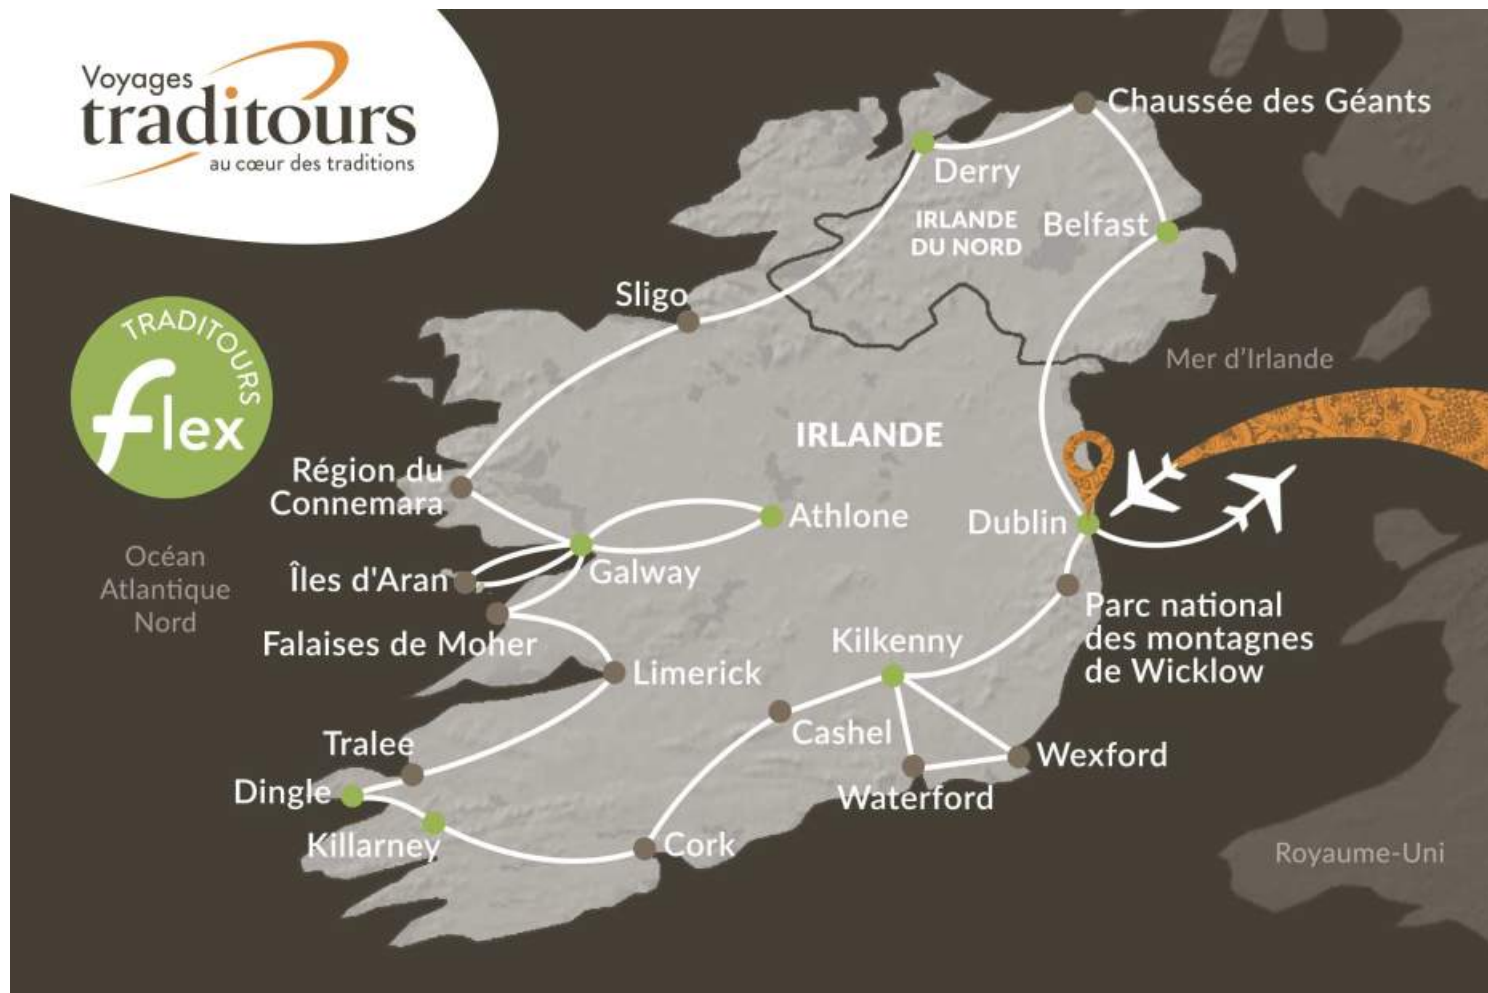 Voyages
traditours
au cœur des traditions
TRADITOURS
flex
Chaussée des Géants
Derry
IRLANDE
DU NORD
Belfast
Sligo
Mer d'Irlande
IRLANDE
Région du
Connemara
Athlone
Dublin
Océan
Atlantique
Nord
Îles d'Aran
Galway
Falaises de Moher
Parc national
des montagnes
de Wicklow
Kilkenny
Limerick
Cashel
Tralee
Wexford
Dingle
Waterford
Killarney
Cork
Royaume-Uni